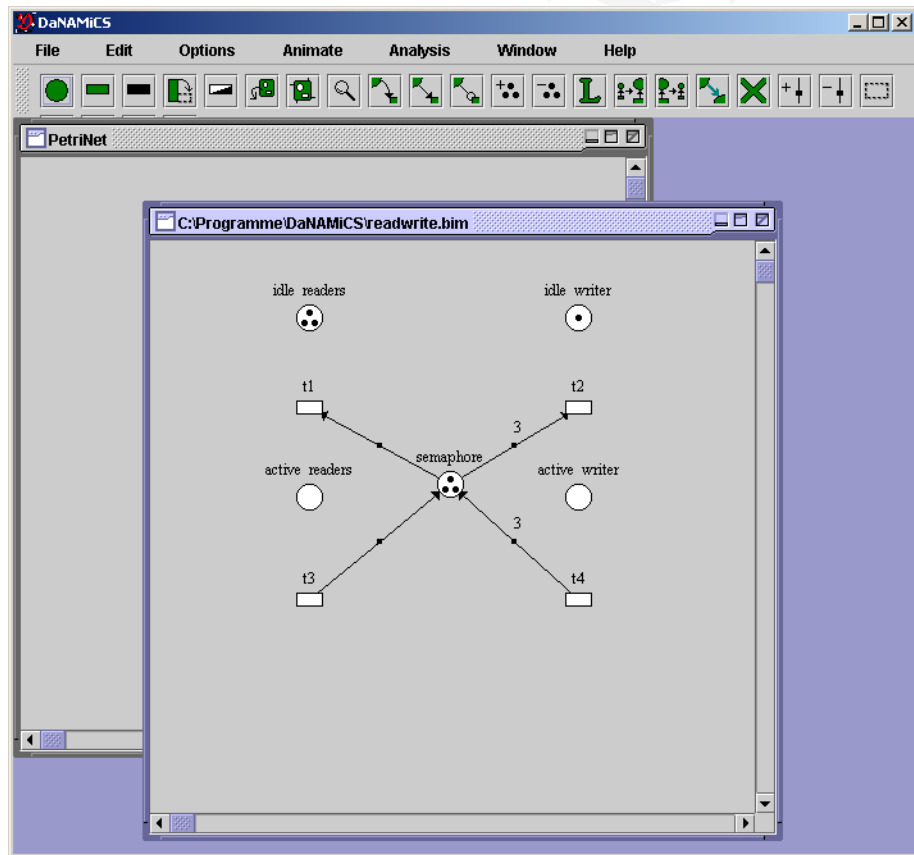 DaNAMiCS
File Edit Options Animate Analysis Window Help
PetriNet
C:\Programme\DaNAMiCS\readwrite.bim
idle readers idle writer
t1 t2
3
semaphore
active readers active writer
3
t3 t4